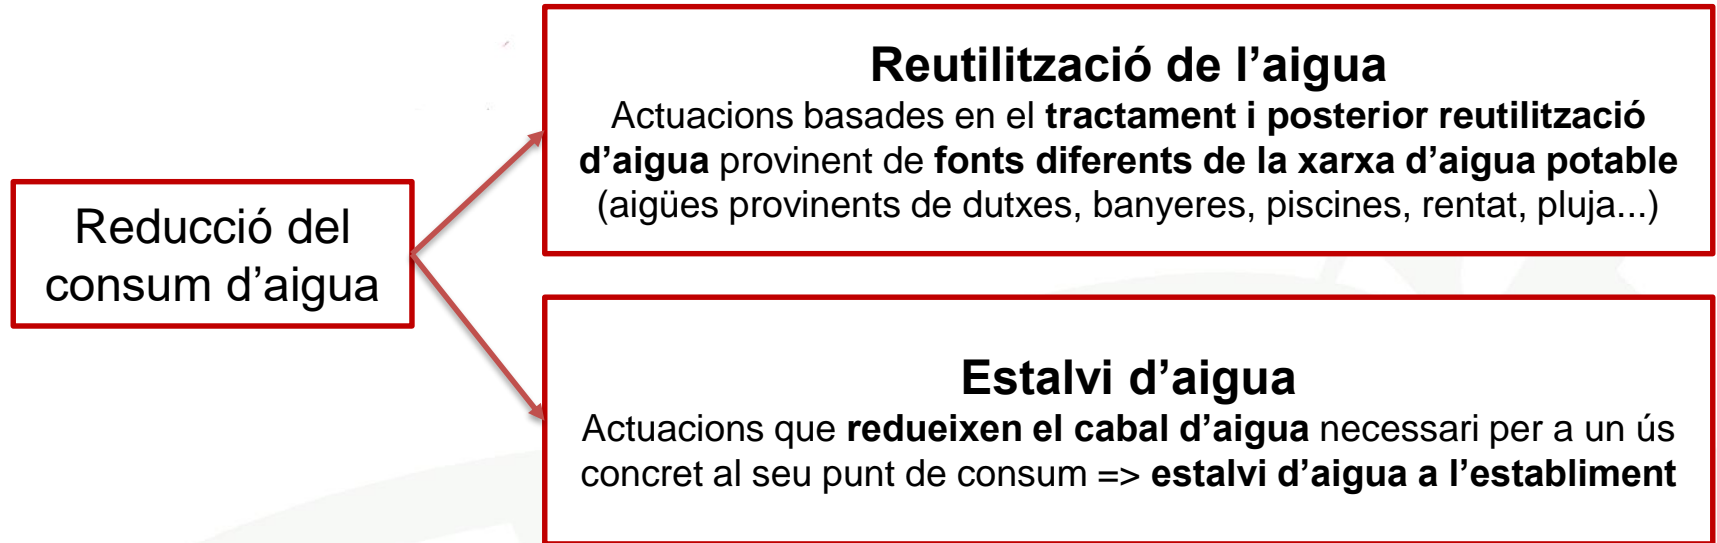 Reducció del
consum d’aigua
Reutilització de l’aigua
Actuacions basades en el tractament i posterior reutilització
d’aigua provinent de fonts diferents de la xarxa d’aigua potable
(aigües provinents de dutxes, banyeres, piscines, rentat, pluja...)
Estalvi d’aigua
Actuacions que redueixen el cabal d’aigua necessari per a un ús
concret al seu punt de consum => estalvi d’aigua a l’establiment